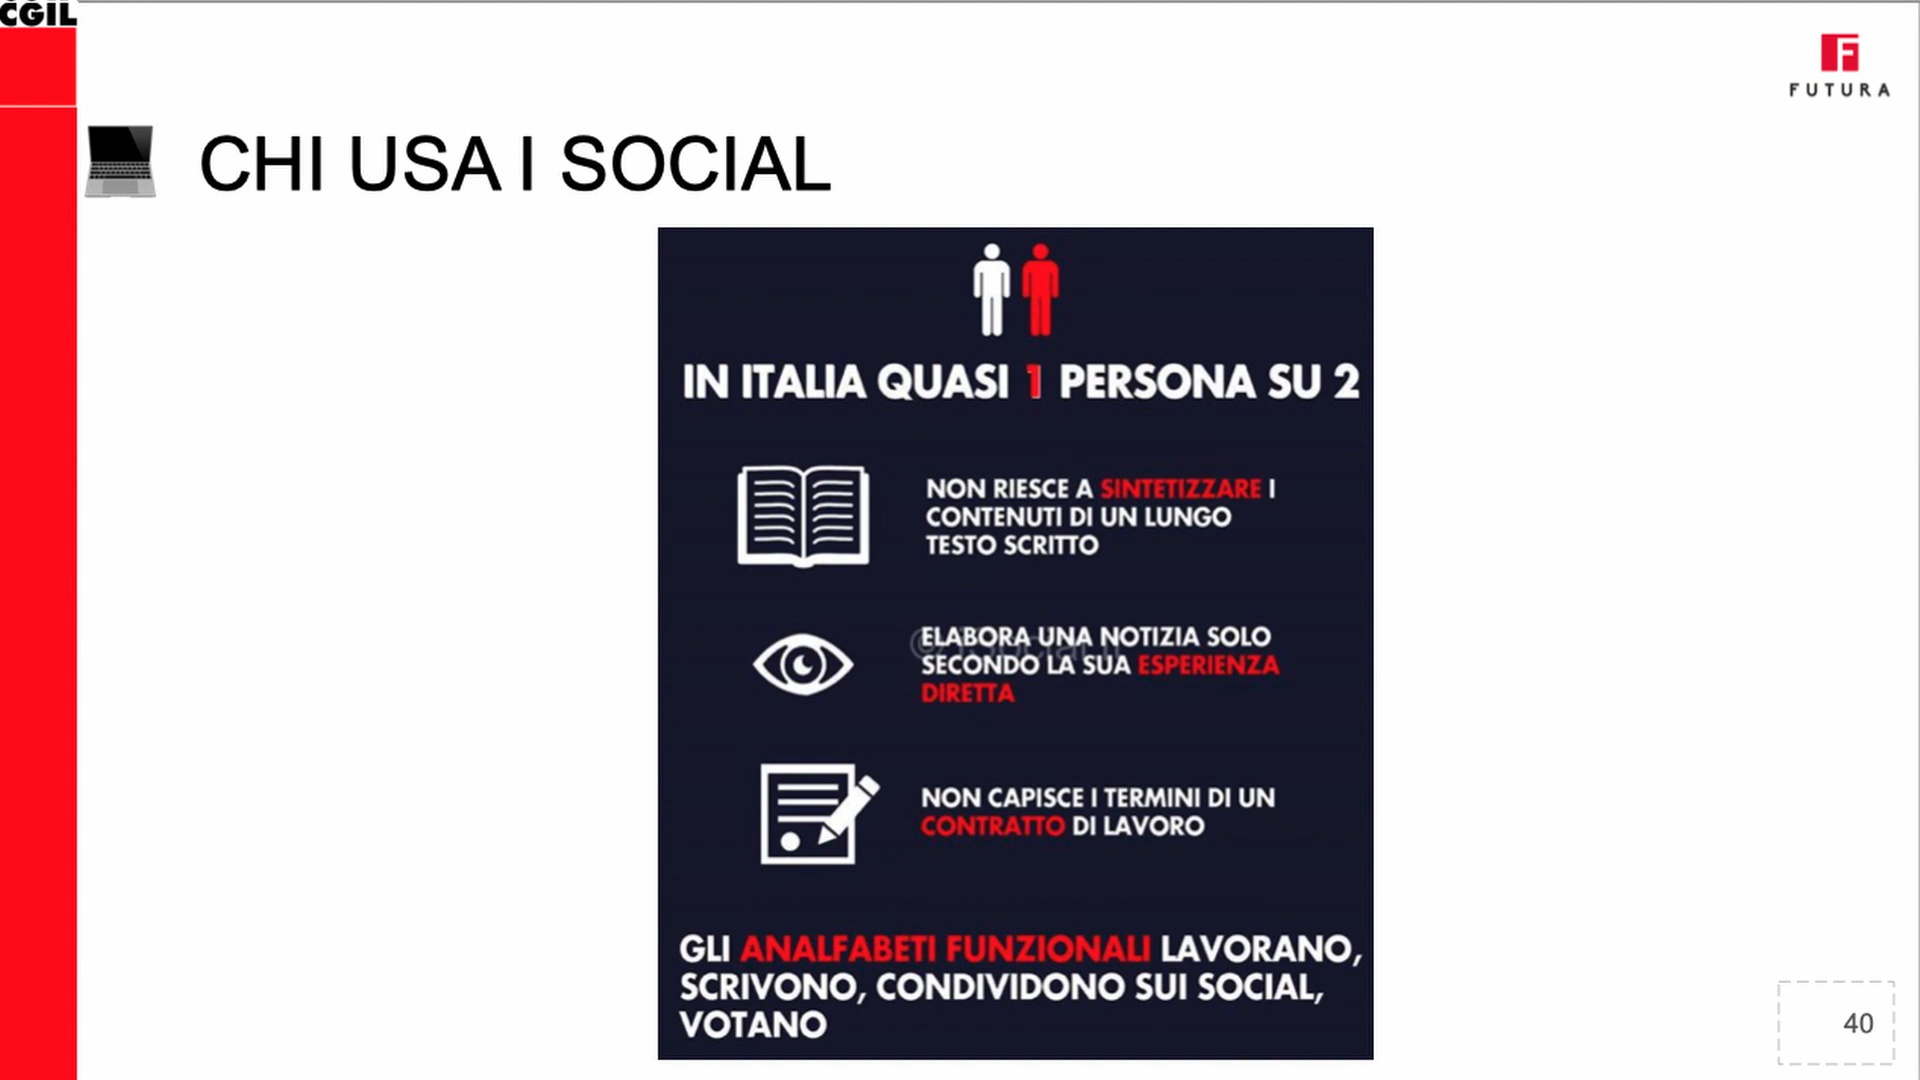 CGIL
FUTURA
CHI USA I SOCIAL
IN ITALIA QUASI 1 PERSONA SU 2
NON RIESCE A SINTETIZZARE I
CONTENUTI DI UN LUNGO
TESTO SCRITTO
ELABORA UNA NOTIZIA SOLO
SECONDO LA SUA ESPERIENZA
DIRETTA
NON CAPISCE I TERMINI DI UN
CONTRATTO DI LAVORO
GLI ANALFABETI FUNZIONALI LAVORANO,
SCRIVONO, CONDIVIDONO SUI SOCIAL,
VOTANO
40